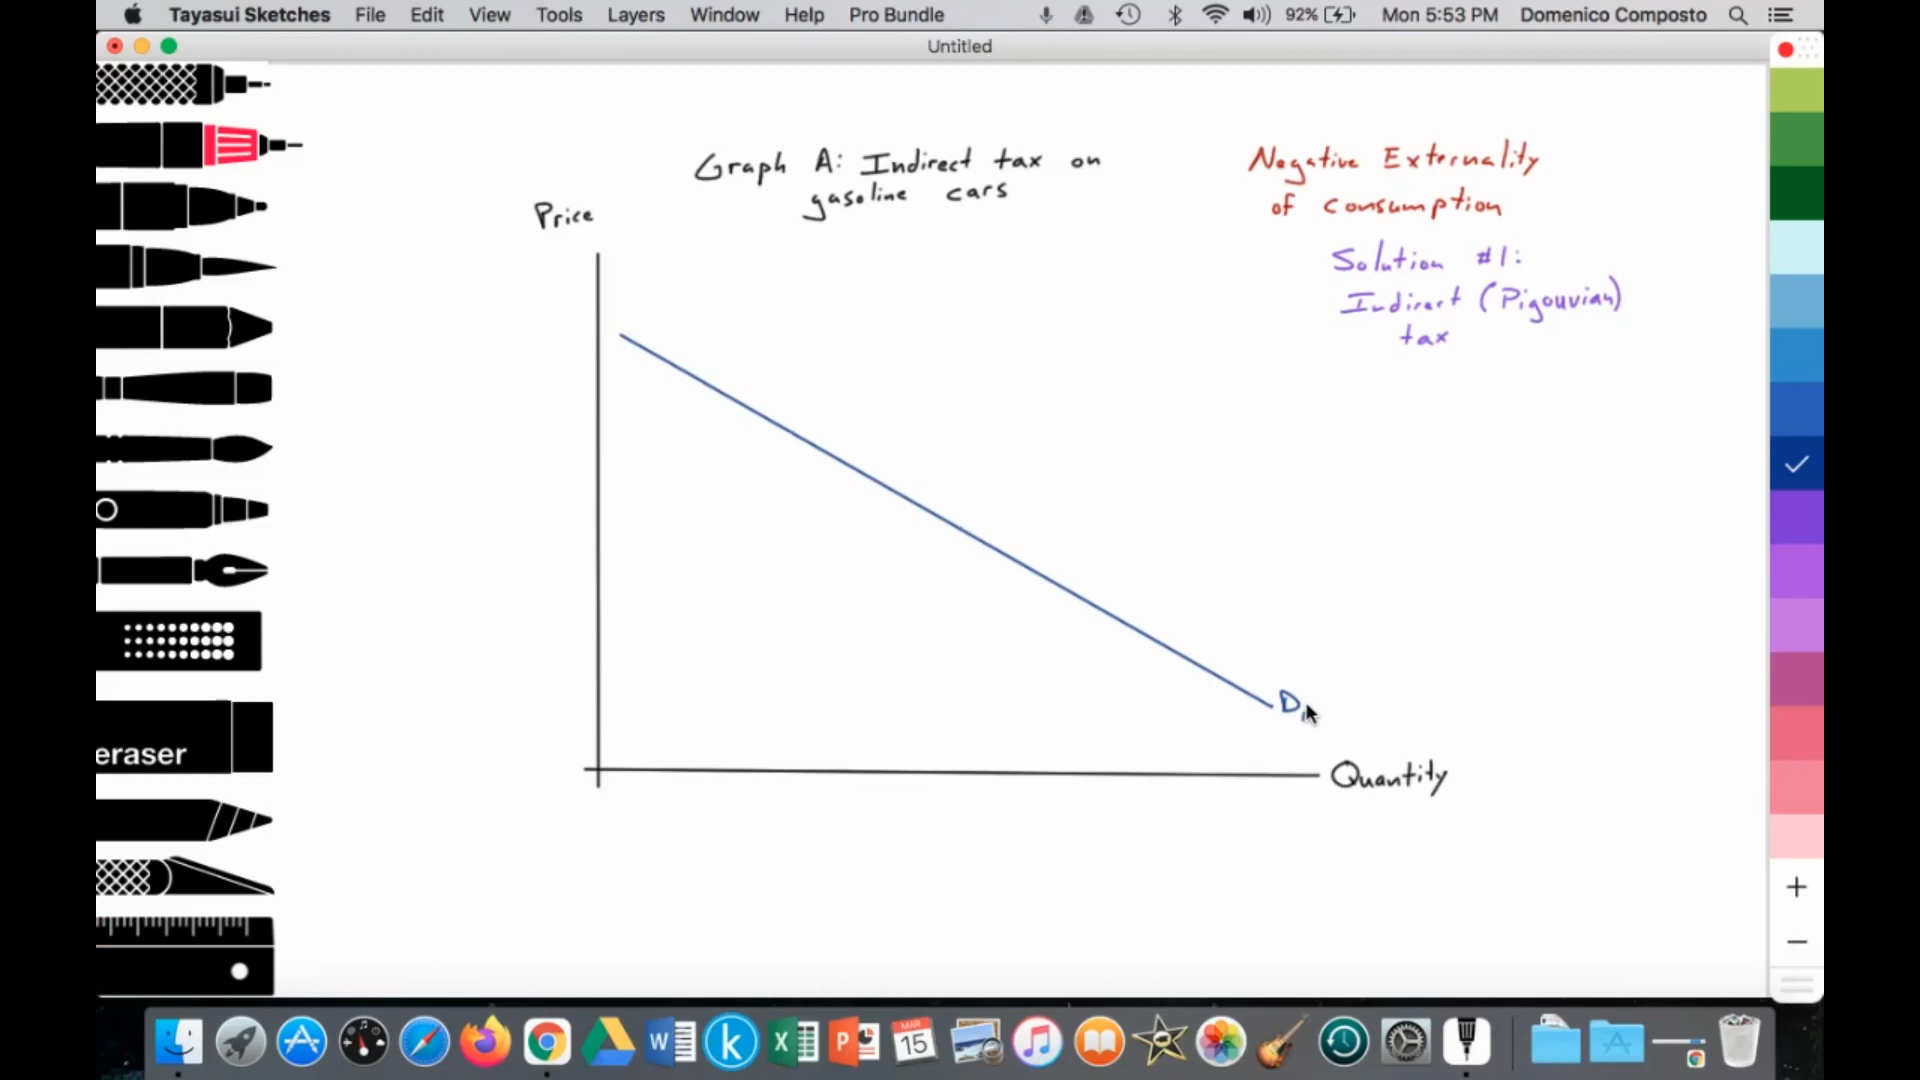 Tayasui Sketches File Edit View Tools Layers Window Help Pro Bundle 92% Mon 5:53 PM Domenico Composto
Untitled
Graph A: Indirect tax on
gasoline cars
Negative Externality
of consumption
Solution #1:
Indirect (Pigouvian)
tax
Price
D
Quantity
eraser
W
k
X
P
MAR
15